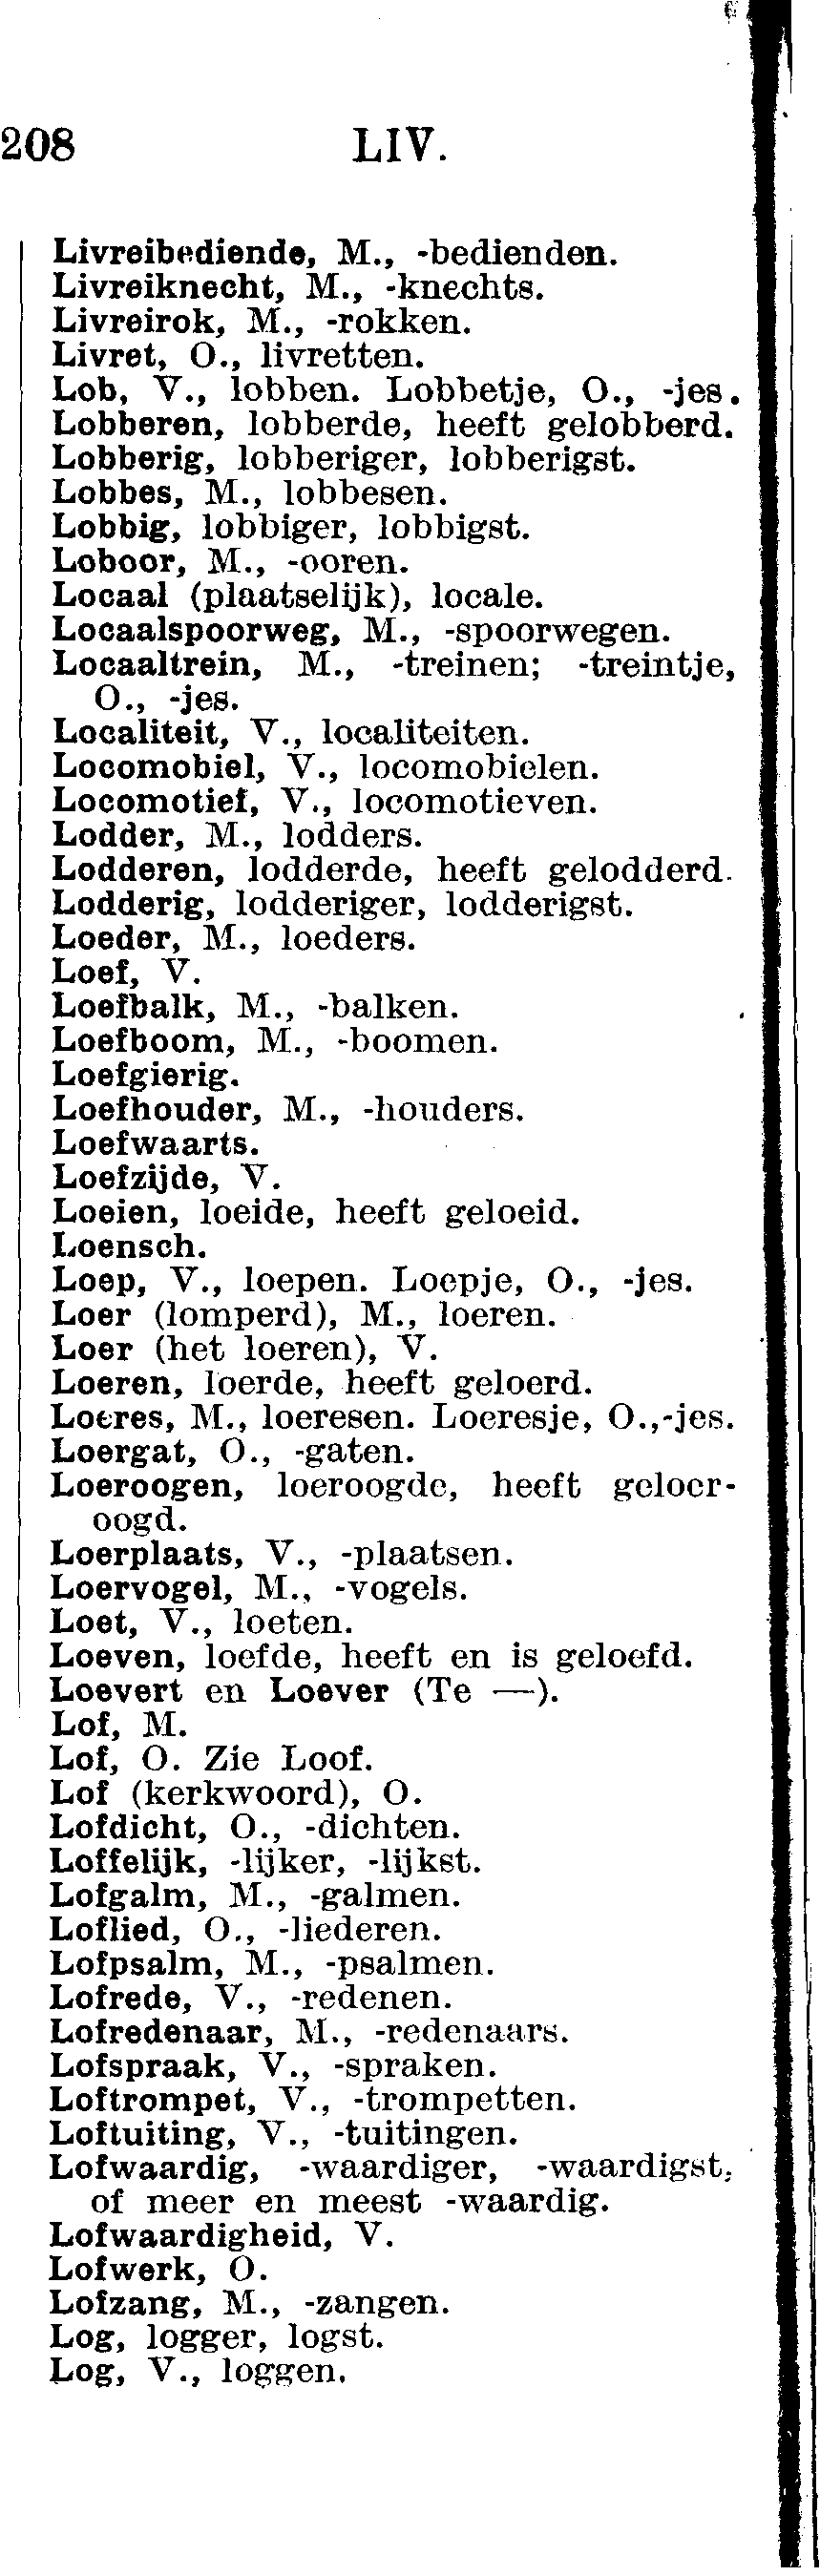 208 LIV.
Livreibediende, M., -bedienden.
Livreiknecht, M., -knechts.
Livreirok, M., -rokken.
Livret, O., livretten.
Lob, V., lobben. Lobbetje, O., -jes.
Lobberen, lobberde, heeft gelobberd.
Lobberig, lobberiger, lobberigst.
Lobbes, M., lobbesen.
Lobbig, lobbiger, lobbigst.
Loboor, M., -ooren.
Locaal (plaatselijk), locale.
Locaalspoorweg, M., -spoorwegen.
Locaaltrein, M., -treinen; -treintje,
O., -jes.
Localiteit, V., localiteiten.
Locomobiel, V., locomobielen.
Locomotief, V., locomotieven.
Lodder, M., lodders.
Lodderen, lodderde, heeft gelodderd.
Lodderig, lodderiger, lodderigst.
Loeder, M., loeders.
Loef, V.
Loefbalk, M., -balken.
Loefboom, M., -boomen.
Loefgierig.
Loefhouder, M., -houders.
Loefwaarts.
Loefzijde, V.
Loeien, loeide, heeft geloeid.
Loensch.
Loep, V., loepen. Loepje, O., -jes.
Loer (lomperd), M., loeren.
Loer (het loeren), V.
Loeren, loerde, heeft geloerd.
Loeres, M., loeresen. Loeresje, O.,-jes.
Loergat, O., -gaten.
Loeroogen, loeroogde, heeft geloer-
oogd.
Loerplaats, V., -plaatsen.
Loervogel, M., -vogels.
Loet, V., loeten.
Loeven, loefde, heeft en is geloefd.
Loevert en Loever (Te —).
Lof, M.
Lof, O. Zie Loof.
Lof (kerkwoord), O.
Lofdicht, O., -dichten.
Loffelijk, -lijker, -lijkst.
Lofgalm, M., -galmen.
Loflied, O., -liederen.
Lofpsalm, M., -psalmen.
Lofrede, V., -redenen.
Lofredenaar, M., -redenaars.
Lofspraak, V., -spraken.
Loftrompet, V., -trompetten.
Loftuiting, V., -tuitingen.
Lofwaardig, -waardiger, -waardigst,
of meer en meest -waardig.
Lofwaardigheid, V.
Lofwerk, O.
Lofzang, M., -zangen.
Log, logger, logst.
Log, V., loggen.